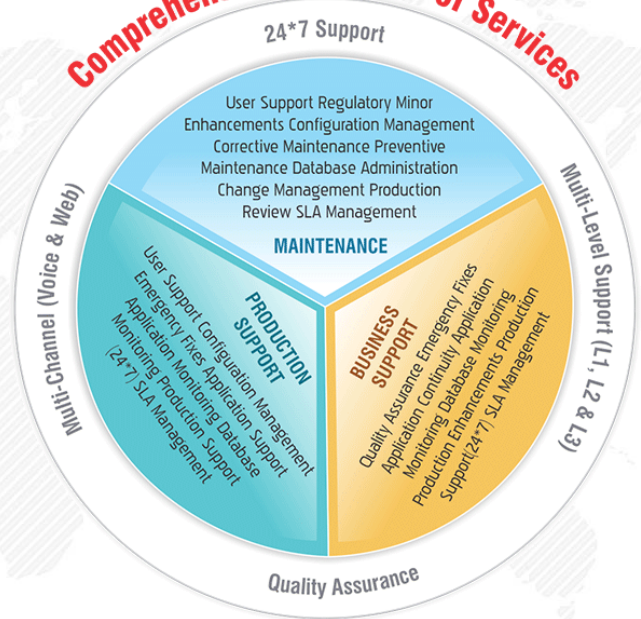 Services
24*7 Support
Multi-Channel (Voice & Web)
Multi-Level Support (L1, L2 & L3)
Quality Assurance
User Support Regulatory Minor
Enhancements Configuration Management
Corrective Maintenance Preventive
Maintenance Database Administration
Change Management Production
Review SLA Management
MAINTENANCE
PRODUCTION
SUPPORT
User Support Configuration Management
Emergency Fixes Application Support
Application Monitoring Database
Monitoring Production Support
(24*7) SLA Management
BUSINESS
SUPPORT
Quality Assurance Emergency Fixes
Application Continuity Application
Monitoring Database Monitoring
Production Enhancements Production
Support(24*7) SLA Management